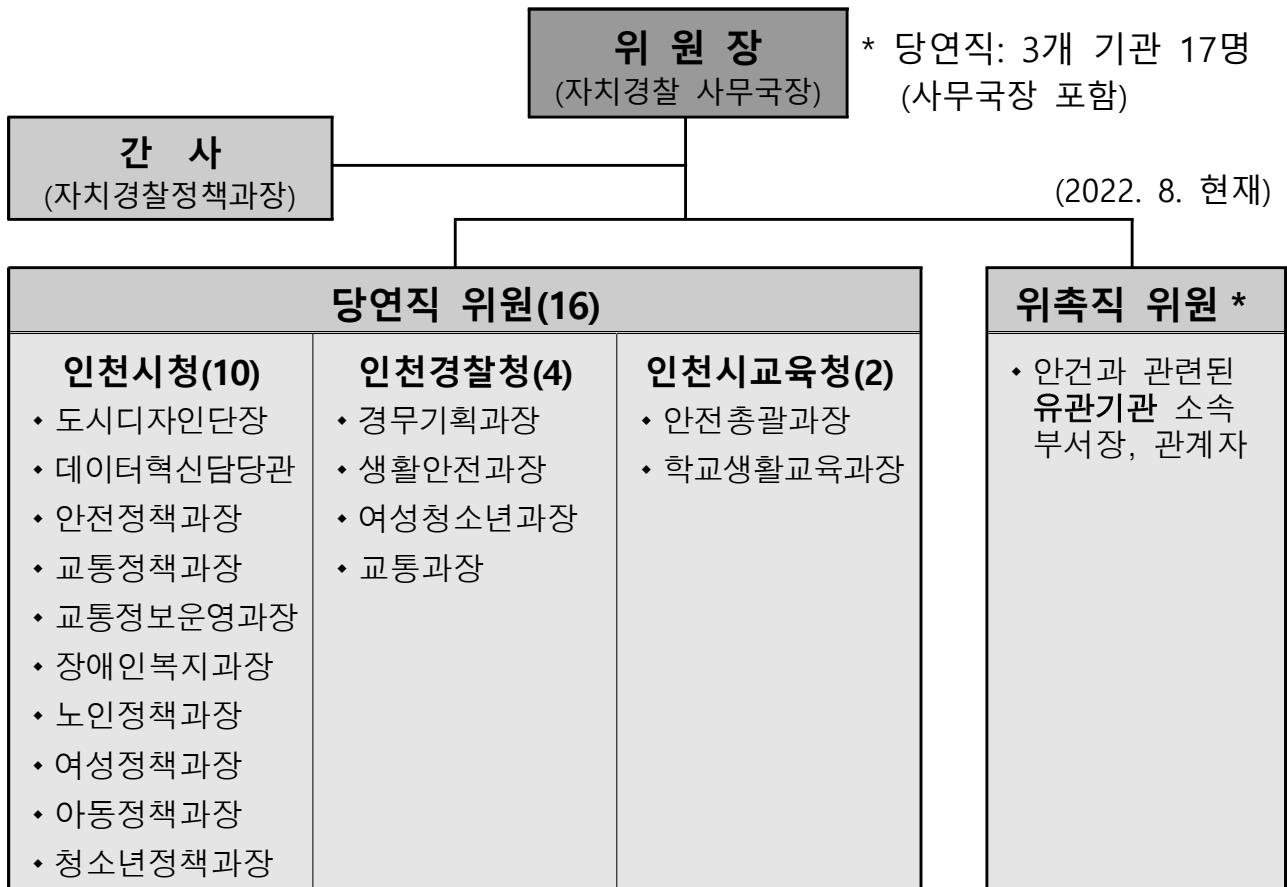 위 원 장
(자치경찰 사무국장)
* 당연직: 3개 기관 17명
(사무국장 포함)
간 사
(자치경찰정책과장)
(2022. 8. 현재)
당연직 위원(16)
인천시청(10)
⬩ 도시디자인단장
⬩ 데이터혁신담당관
⬩ 안전정책과장
⬩ 교통정책과장
⬩ 교통정보운영과장
⬩ 장애인복지과장
⬩ 노인정책과장
⬩ 여성정책과장
⬩ 아동정책과장
⬩ 청소년정책과장
인천경찰청(4)
⬩ 경무기획과장
⬩ 생활안전과장
⬩ 여성청소년과장
⬩ 교통과장
인천시교육청(2)
⬩ 안전총괄과장
⬩ 학교생활교육과장
위촉직 위원 *
⬩ 안건과 관련된
유관기관 소속
부서장, 관계자